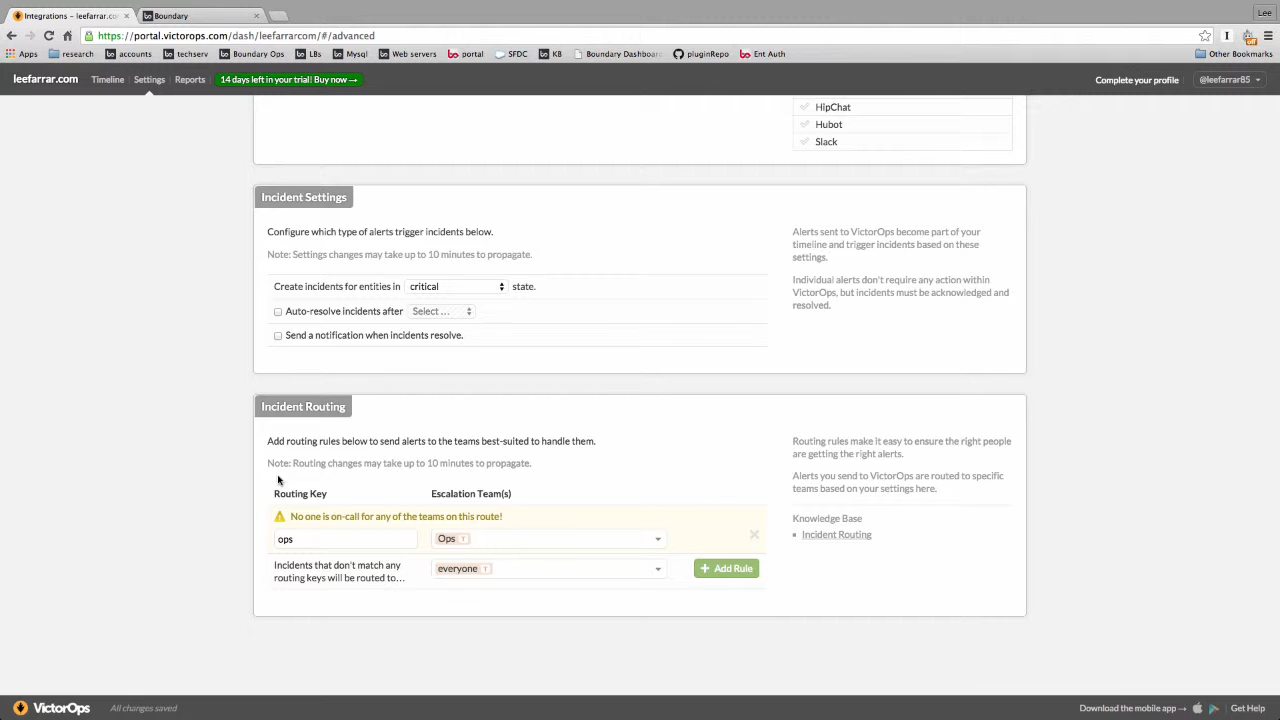 Integrations – leefarrar.com
Boundary
Lee
https://portal.victorops.com/dash/leefarrarcom/#/advanced
Apps
research
accounts
techserv
Boundary Ops
LBs
Mysql
Web servers
portal
SFDC
KB
Boundary Dashboar
pluginRepo
Ent Auth
Other Bookmarks
leefarrar.com
Timeline
Settings
Reports
14 days left in your trial! Buy now →
Complete your profile
@leefarrar85
HipChat
Hubot
Slack
Incident Settings
Configure which type of alerts trigger incidents below.
Note: Settings changes may take up to 10 minutes to propagate.
Create incidents for entities in critical state.
Auto-resolve incidents after Select ...
Send a notification when incidents resolve.
Alerts sent to VictorOps become part of your
timeline and trigger incidents based on these
settings.
Individual alerts don't require any action within
VictorOps, but incidents must be acknowledged and
resolved.
Incident Routing
Add routing rules below to send alerts to the teams best-suited to handle them.
Note: Routing changes may take up to 10 minutes to propagate.
Routing Key
Escalation Team(s)
No one is on-call for any of the teams on this route!
ops
Ops T
Incidents that don't match any
routing keys will be routed to…
everyone T
+ Add Rule
Routing rules make it easy to ensure the right people
are getting the right alerts.
Alerts you send to VictorOps are routed to specific
teams based on your settings here.
Knowledge Base
Incident Routing
VictorOps
All changes saved
Download the mobile app →
Get Help